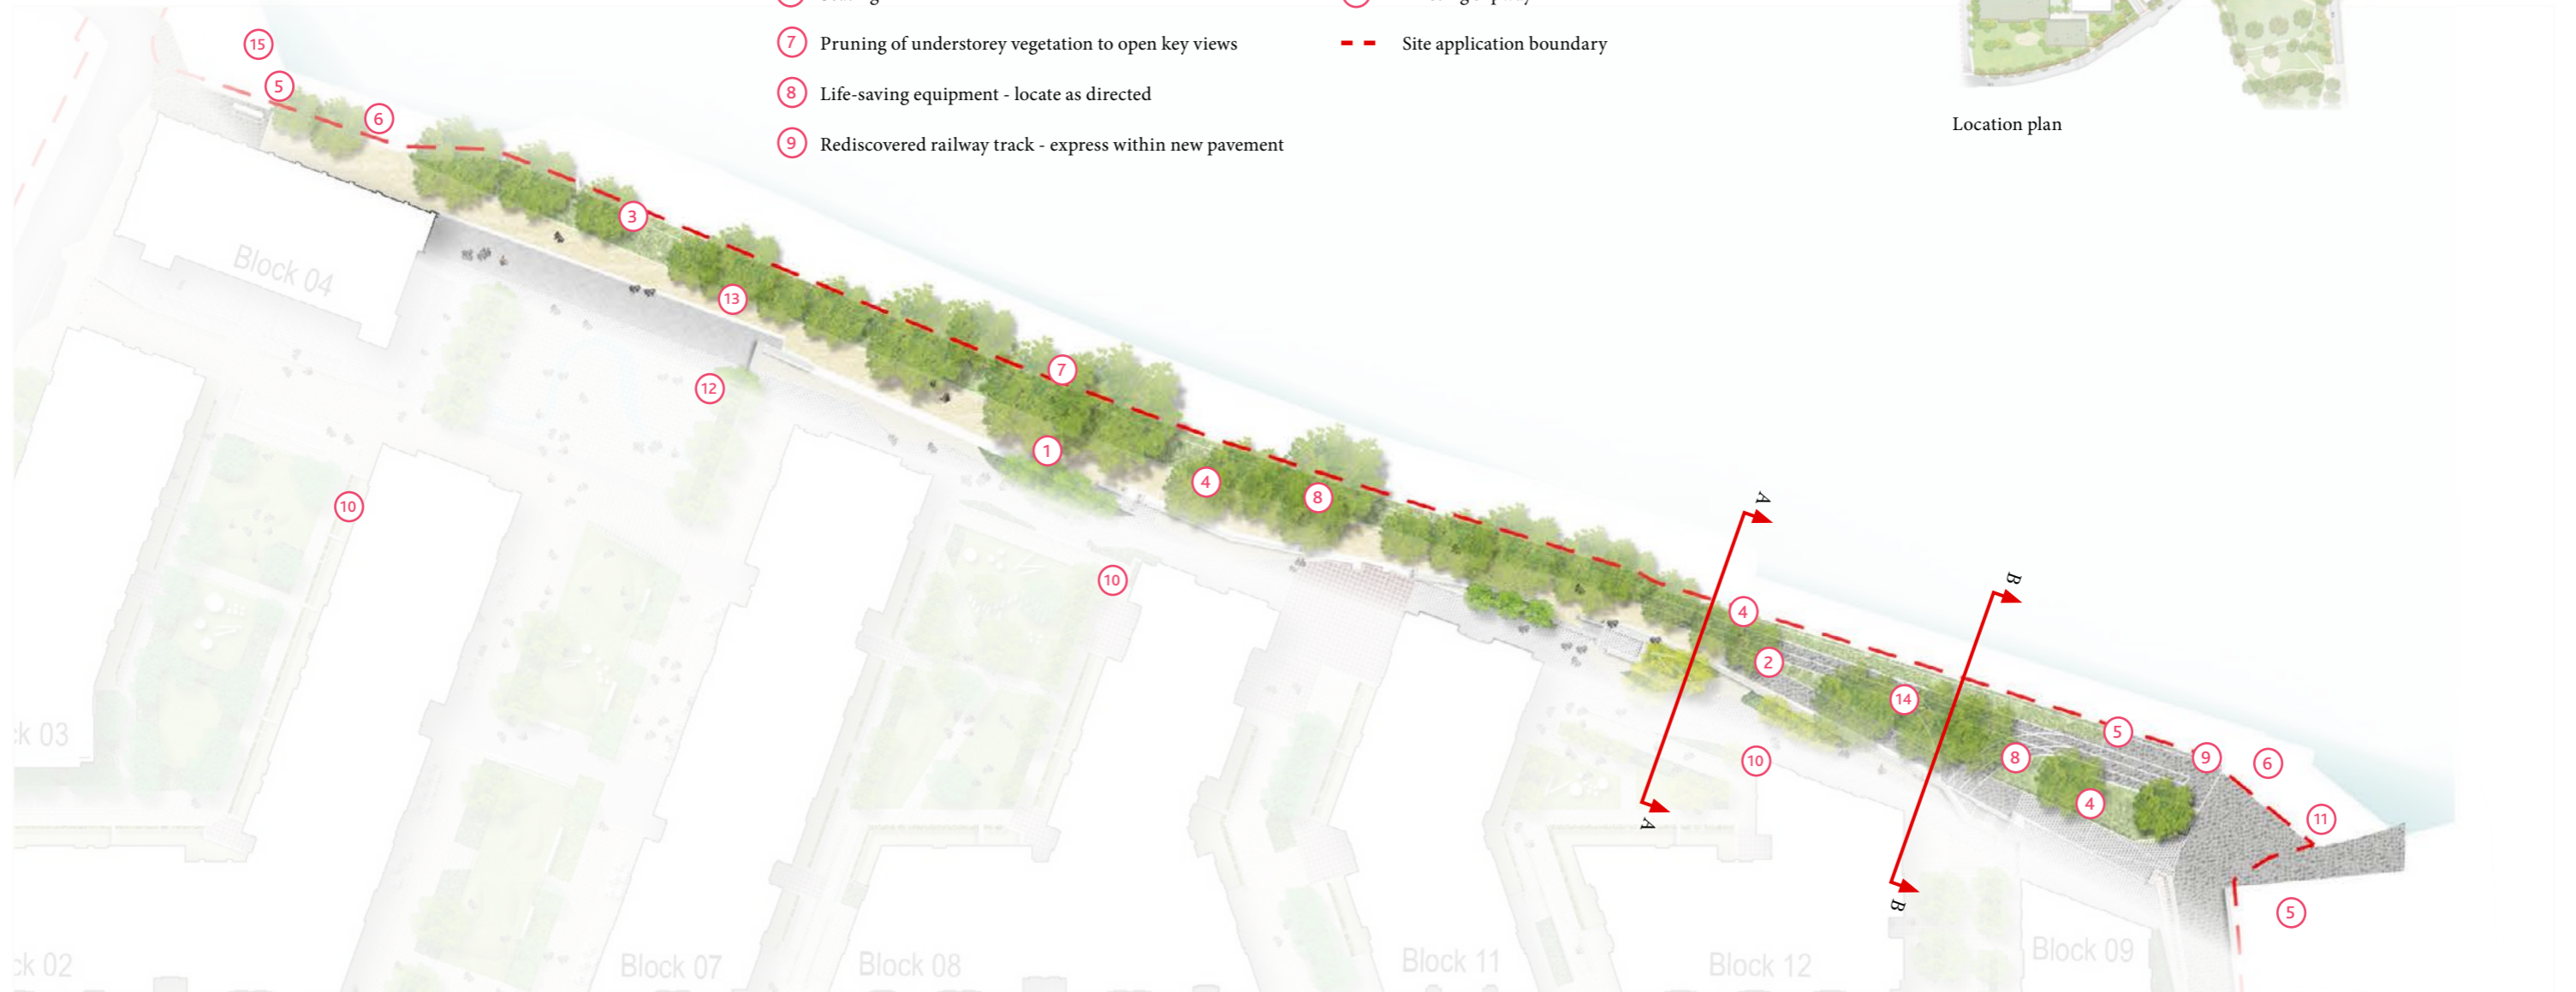 7 Pruning of understorey vegetation to open key views
Site application boundary
8 Life-saving equipment - locate as directed
9 Rediscovered railway track - express within new pavement
Location plan
15
5
6
3
13
Block 04
7
12
1
4
8
10
10
A
B
4
2
14
5
9
6
8
10
4
11
A
B
5
k 03
ck 02
Block 07
Block 08
Block 11
Block 12
Block 09